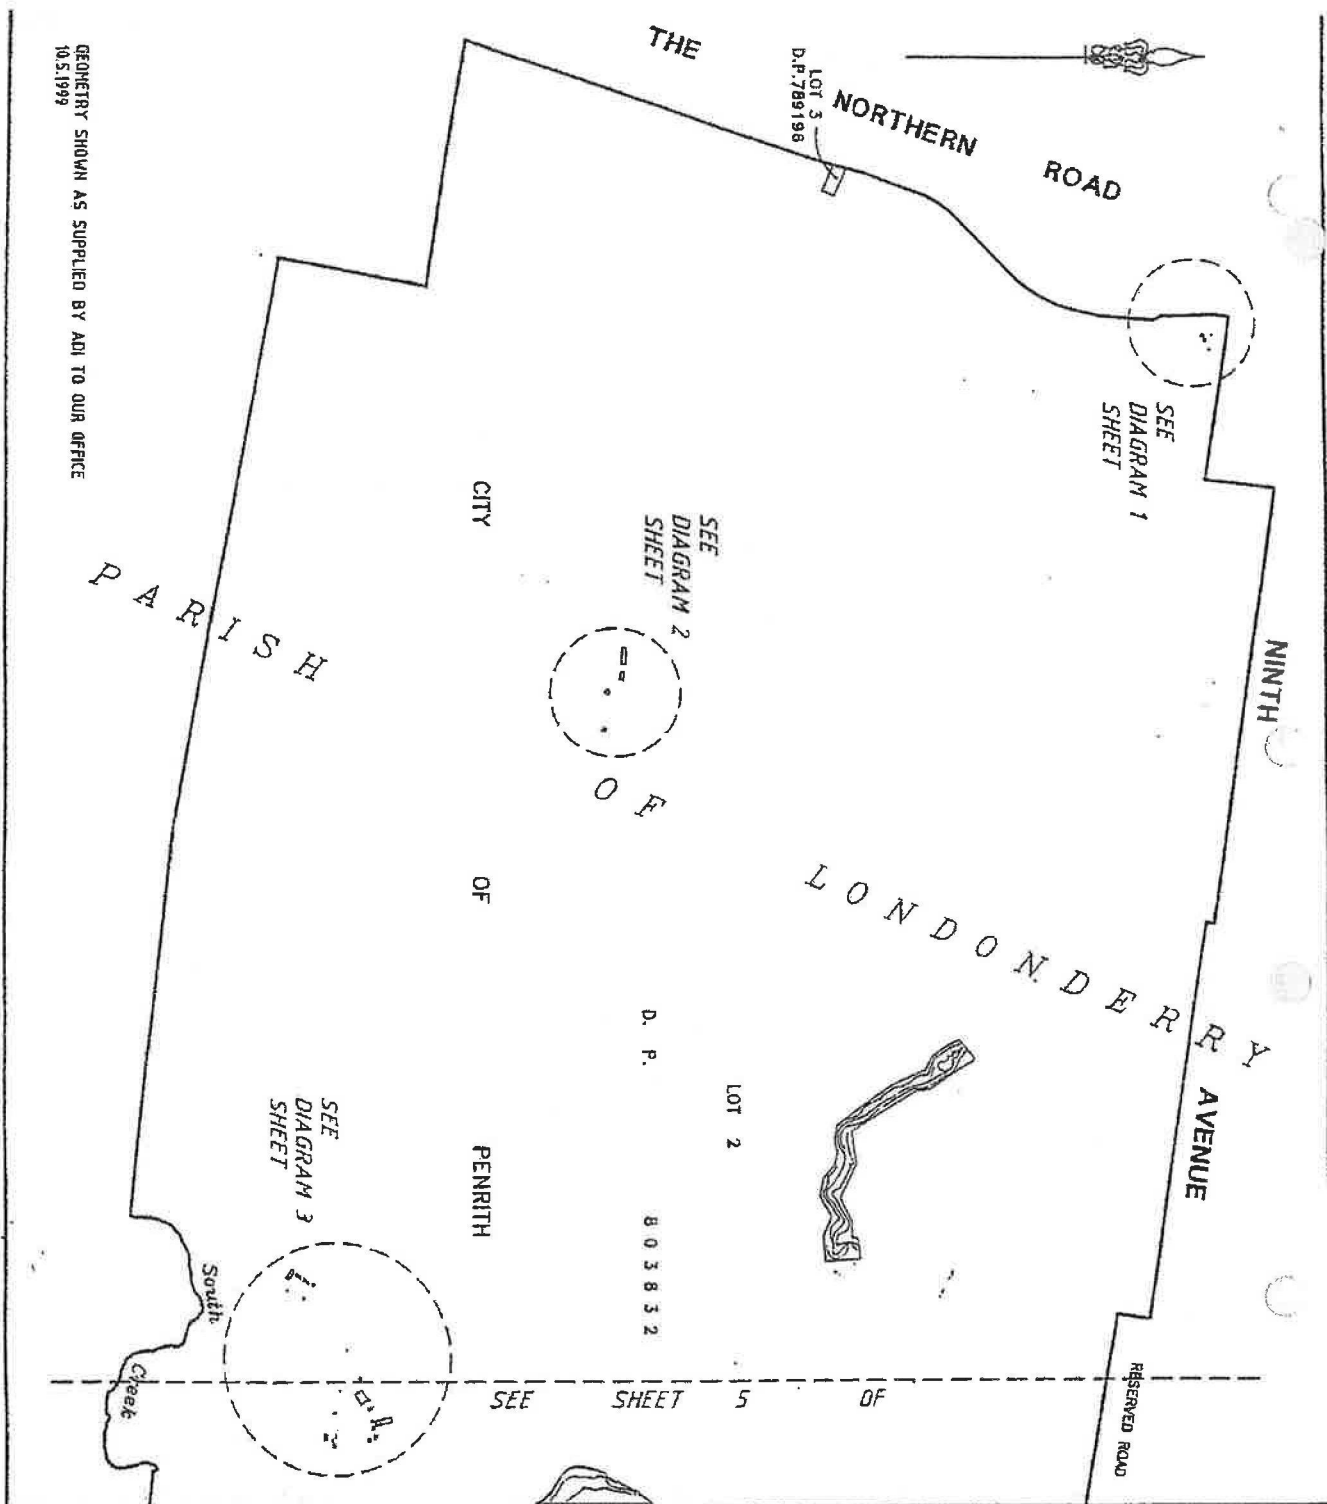 THE NORTHERN ROAD
LOT 3
D.P.789196
SEE
DIAGRAM 1
SHEET
NINTH AVENUE
SEE
DIAGRAM 2
SHEET
CITY OF PENRITH
PARISH OF LONDONDERRY
LOT 2
D. P. 803832
SEE
DIAGRAM 3
SHEET
South Creek
SEE SHEET 5 OF
RESERVED ROAD
GEOMETRY SHOWN AS SUPPLIED BY ADI TO OUR OFFICE
10.5.1999